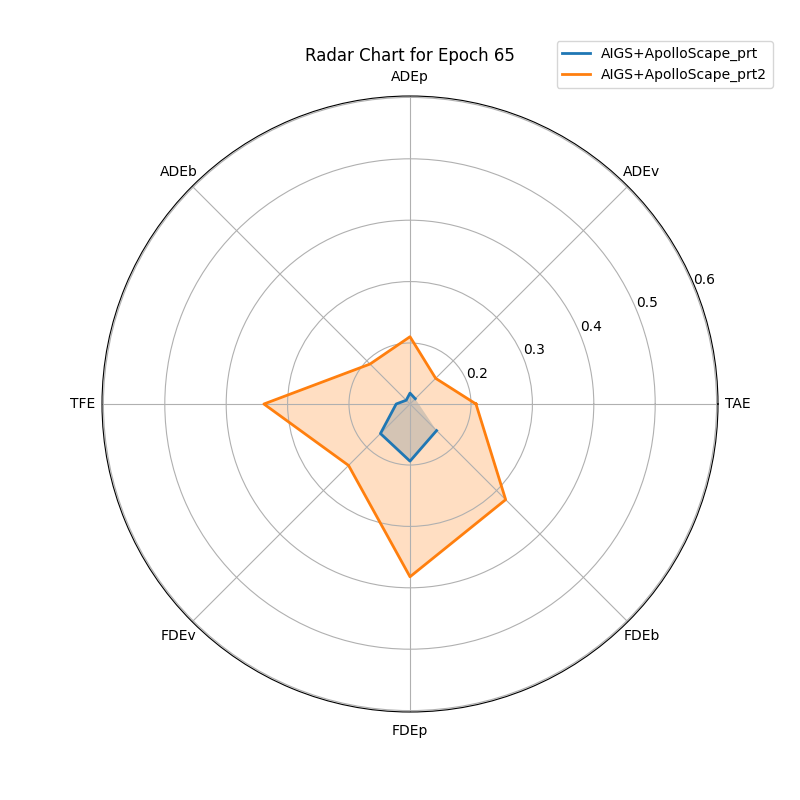 Radar Chart for Epoch 65
AIGS+ApolloScape_prt
AIGS+ApolloScape_prt2
ADEp
ADEb
ADEv
0.6
0.5
0.4
0.3
0.2
TFE
TAE
FDEv
FDEb
FDEp